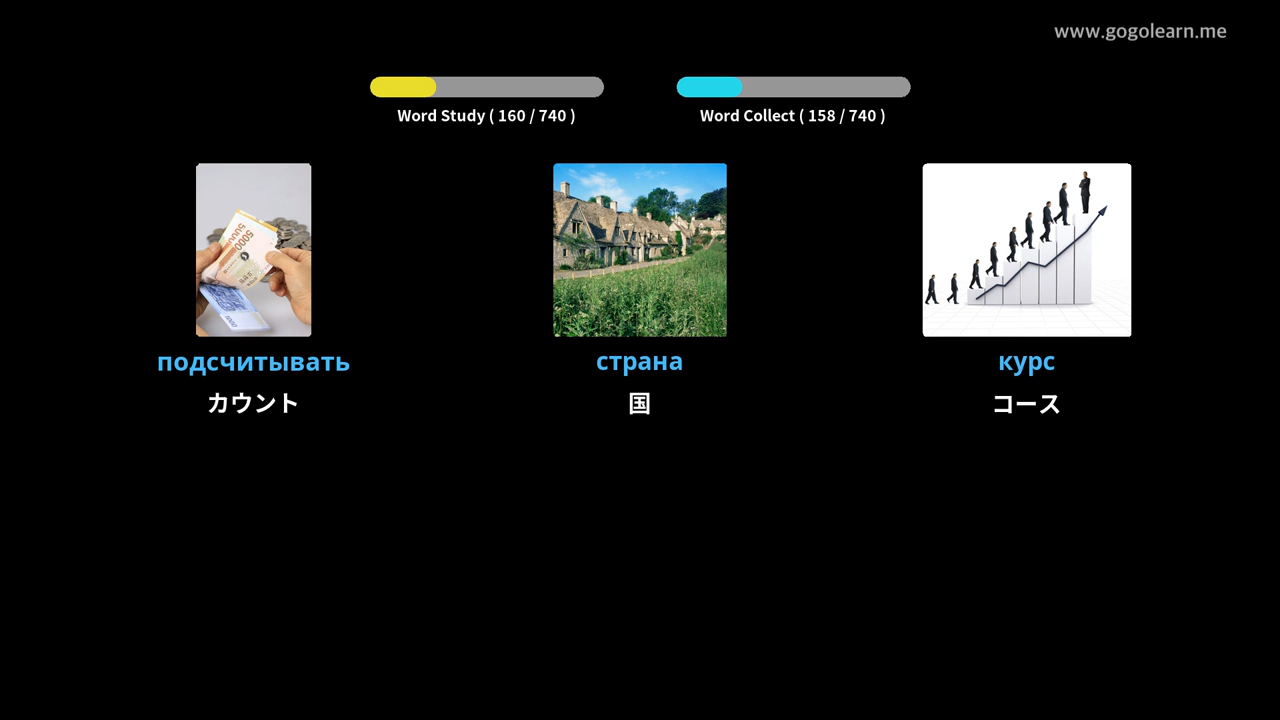 www.gogolearn.me
Word Study ( 160 / 740 )
Word Collect ( 158 / 740 )
подсчитывать
страна
курс
カウント
国
コース